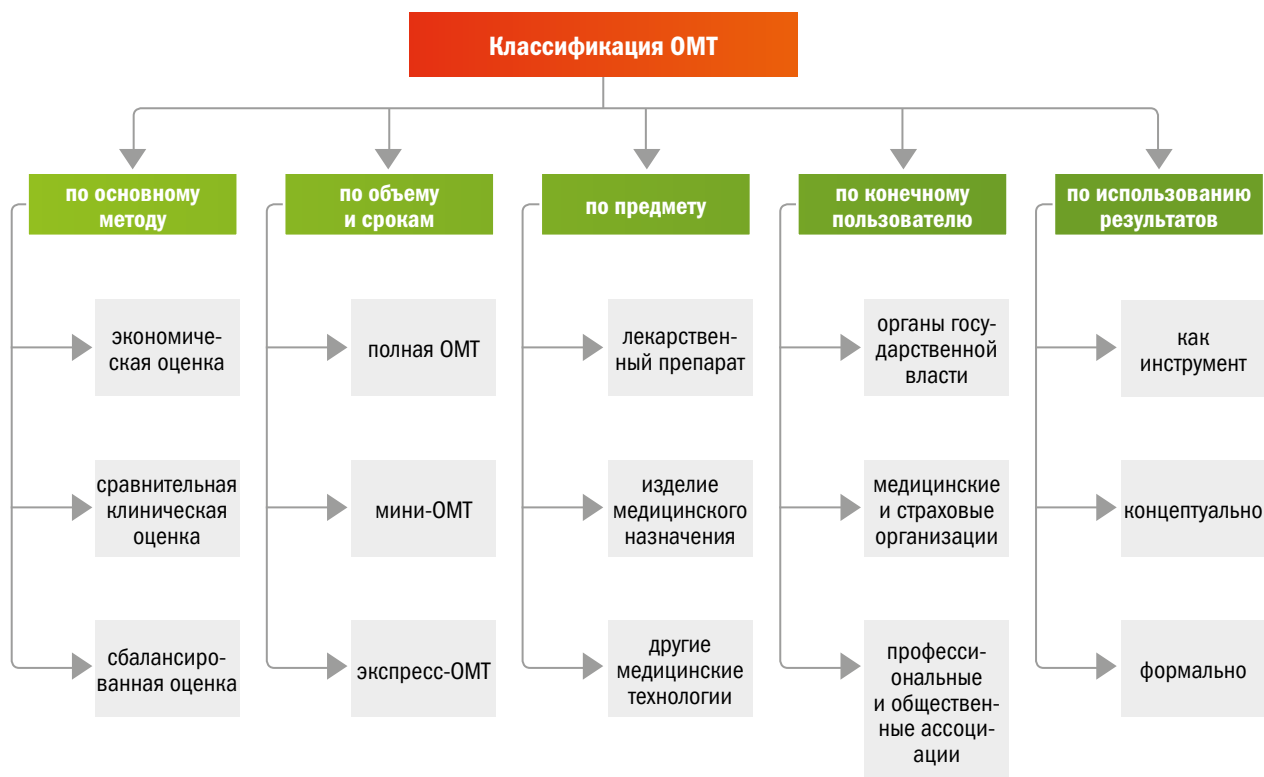 Классификация ОМТ
по основному
методу
экономиче-
ская оценка
сравнительная
клиническая
оценка
сбалансиро-
ванная оценка
по объему
и срокам
полная ОМТ
мини-ОМТ
экспресс-ОМТ
по предмету
лекарствен-
ный препарат
изделие
медицинского
назначения
другие
медицинские
технологии
по конечному
пользователю
органы госу-
дарственной
власти
медицинские
и страховые
организации
професси-
ональные
и обществен-
ные ассоци-
ации
по использованию
результатов
как
инструмент
концептуально
формально